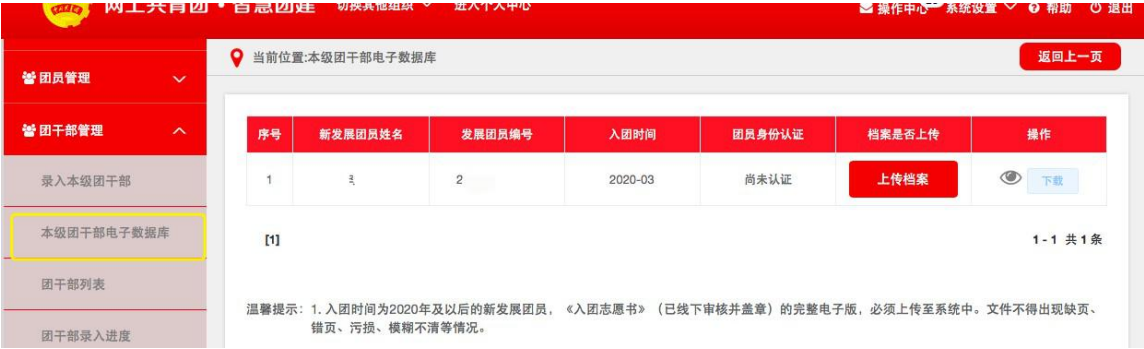 网上共青团·智慧团建 切换其他组织 进入个人中心 操作中心 系统设置 帮助 退出
团员管理
团干部管理
录入本级团干部
本级团干部电子数据库
团干部列表
团干部录入进度
当前位置:本级团干部电子数据库 返回上一页
序号 新发展团员姓名 发展团员编号 入团时间 团员身份认证 档案是否上传 操作
1 2 2020-03 尚未认证 上传档案 下载
[1] 1-1 共1条
温馨提示：1.入团时间为2020年及以后的新发展团员，《入团志愿书》（已线下审核并盖章）的完整电子版，必须上传至系统中。文件不得出现缺页、
错页、污损、模糊不清等情况。